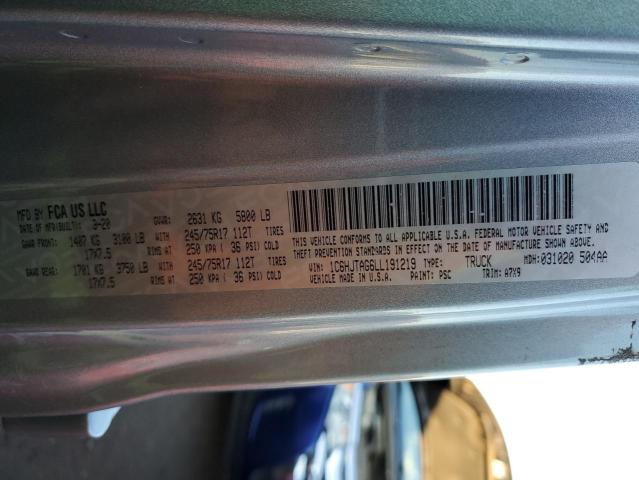 MFD BY FCA US LLC
DATE OF MFR(BUILT): 3-20 GVWR: 2631 KG 5800 LB
GAWR FRONT: 1407 KG 3100 LB 245/75R17 112T TIRES
17X7.5 RIMS AT 250 KPA ( 36 PSI) COLD
GAWR REAR: 1701 KG 3750 LB 245/75R17 112T TIRES
17X7.5 RIMS AT 250 KPA ( 36 PSI) COLD
THIS VEHICLE CONFORMS TO ALL APPLICABLE U.S.A. FEDERAL MOTOR VEHICLE SAFETY AND
THEFT PREVENTION STANDARDS IN EFFECT ON THE DATE OF MFR SHOWN ABOVE.
VIN: 1C6HJTAG6LL191219 TYPE: TRUCK MDH:031020 504AA
VEHICLE MADE IN U.S.A. PAINT: PSC TRIM: A7X9